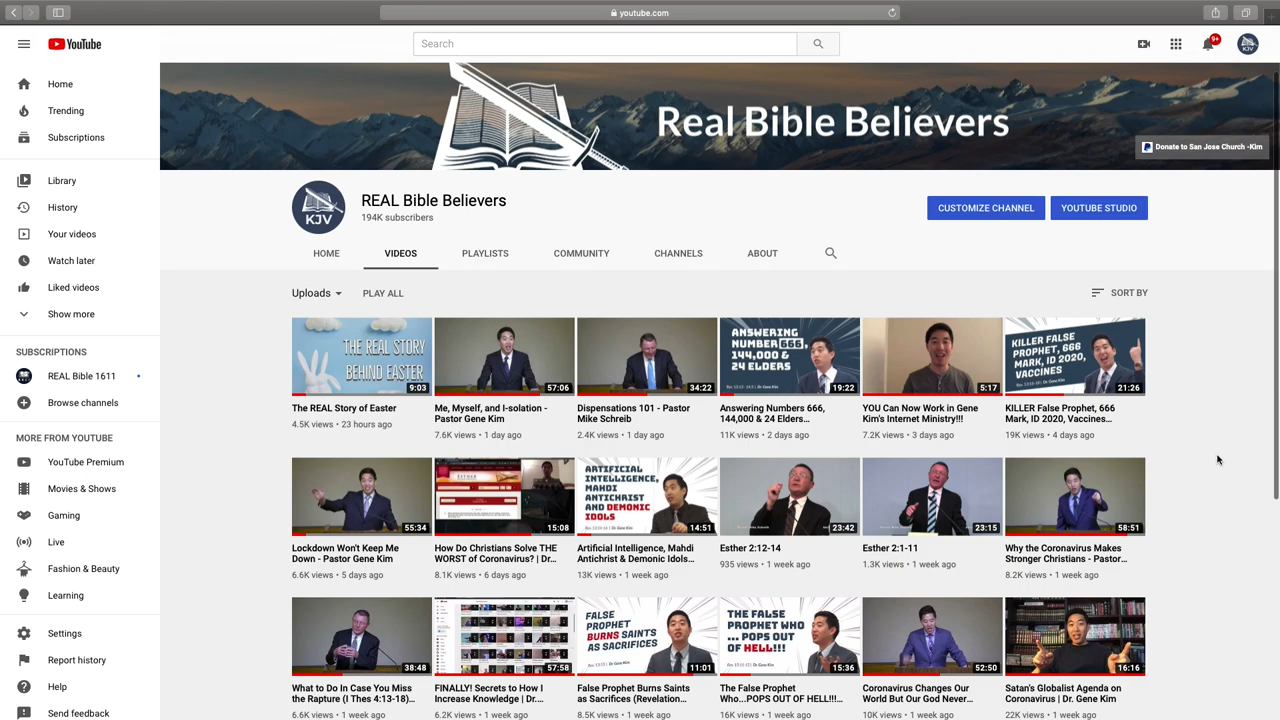 youtube.com
YouTube
Search
9+
KJV
Home
Trending
Subscriptions
Library
History
Your videos
Watch later
Liked videos
Show more
SUBSCRIPTIONS
REAL Bible 1611
Browse channels
MORE FROM YOUTUBE
YouTube Premium
Movies & Shows
Gaming
Live
Fashion & Beauty
Learning
Settings
Report history
Help
Send feedback
Real Bible Believers
Donate to San Jose Church -Kim
KJV
REAL Bible Believers
194K subscribers
CUSTOMIZE CHANNEL
YOUTUBE STUDIO
HOME
VIDEOS
PLAYLISTS
COMMUNITY
CHANNELS
ABOUT
Uploads
PLAY ALL
SORT BY
THE REAL STORY
BEHIND EASTER
9:03
The REAL Story of Easter
4.5K views • 23 hours ago
57:06
Me, Myself, and I-solation -
Pastor Gene Kim
7.6K views • 1 day ago
34:22
Dispensations 101 - Pastor
Mike Schreib
2.4K views • 1 day ago
ANSWERING
NUMBER 666,
144,000 &
24 ELDERS
19:22
Answering Numbers 666,
144,000 & 24 Elders…
11K views • 2 days ago
5:17
YOU Can Now Work in Gene
Kim's Internet Ministry!!!
7.2K views • 3 days ago
KILLER FALSE
PROPHET, 666
MARK, ID 2020,
VACCINES
21:26
KILLER False Prophet, 666
Mark, ID 2020, Vaccines…
19K views • 4 days ago
55:34
Lockdown Won't Keep Me
Down - Pastor Gene Kim
6.6K views • 5 days ago
15:08
How Do Christians Solve THE
WORST of Coronavirus? | Dr…
8.1K views • 6 days ago
ARTIFICIAL
INTELLIGENCE,
MAHDI
ANTICHRIST
AND DEMONIC
IDOLS
14:51
Artificial Intelligence, Mahdi
Antichrist & Demonic Idols…
13K views • 1 week ago
23:42
Esther 2:12-14
935 views • 1 week ago
23:15
Esther 2:1-11
1.3K views • 1 week ago
58:51
Why the Coronavirus Makes
Stronger Christians - Pastor…
8.2K views • 1 week ago
38:48
What to Do In Case You Miss
the Rapture (I Thes 4:13-18)…
6.6K views • 1 week ago
57:58
FINALLY! Secrets to How I
Increase Knowledge | Dr…
6.2K views • 1 week ago
FALSE
PROPHET
BURNS SAINTS
AS SACRIFICES
11:01
False Prophet Burns Saints
as Sacrifices (Revelation…
8.5K views • 1 week ago
THE FALSE
PROPHET WHO
... POPS OUT OF
HELL!!!
15:36
The False Prophet
Who...POPS OUT OF HELL!!!…
16K views • 1 week ago
52:50
Coronavirus Changes Our
World But Our God Never…
10K views • 1 week ago
16:16
Satan's Globalist Agenda on
Coronavirus | Dr. Gene Kim
22K views • 1 week ago